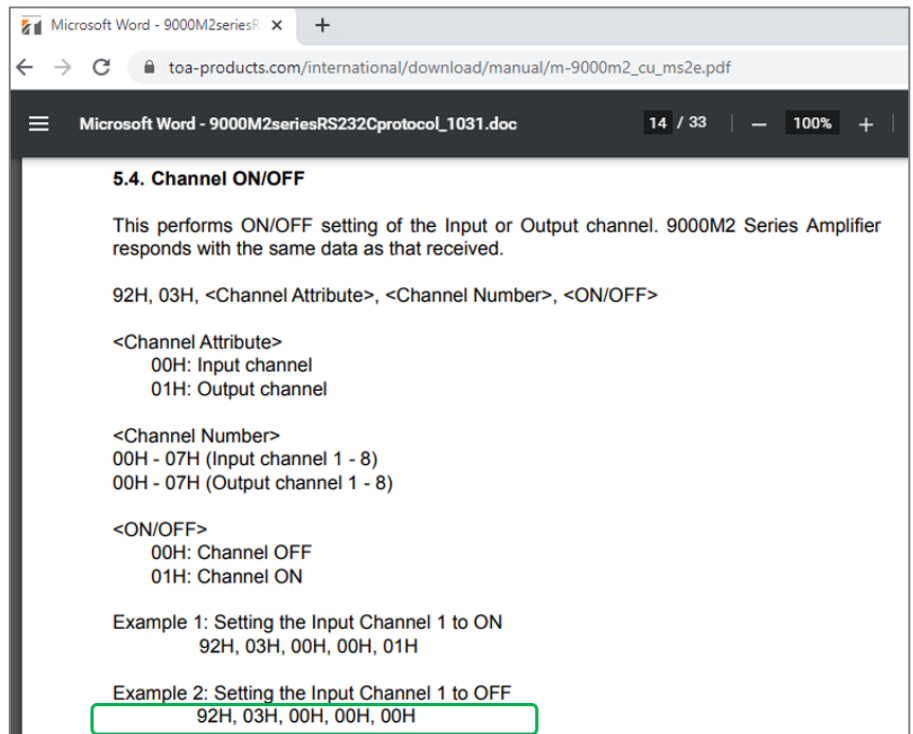 Microsoft Word - 9000M2seriesR
toa-products.com/international/download/manual/m-9000m2_cu_ms2e.pdf
Microsoft Word - 9000M2seriesRS232Cprotocol_1031.doc 14 / 33 100%
5.4. Channel ON/OFF
This performs ON/OFF setting of the Input or Output channel. 9000M2 Series Amplifier
responds with the same data as that received.
92H, 03H, <Channel Attribute>, <Channel Number>, <ON/OFF>
<Channel Attribute>
00H: Input channel
01H: Output channel
<Channel Number>
00H - 07H (Input channel 1 - 8)
00H - 07H (Output channel 1 - 8)
<ON/OFF>
00H: Channel OFF
01H: Channel ON
Example 1: Setting the Input Channel 1 to ON
92H, 03H, 00H, 00H, 01H
Example 2: Setting the Input Channel 1 to OFF
92H, 03H, 00H, 00H, 00H